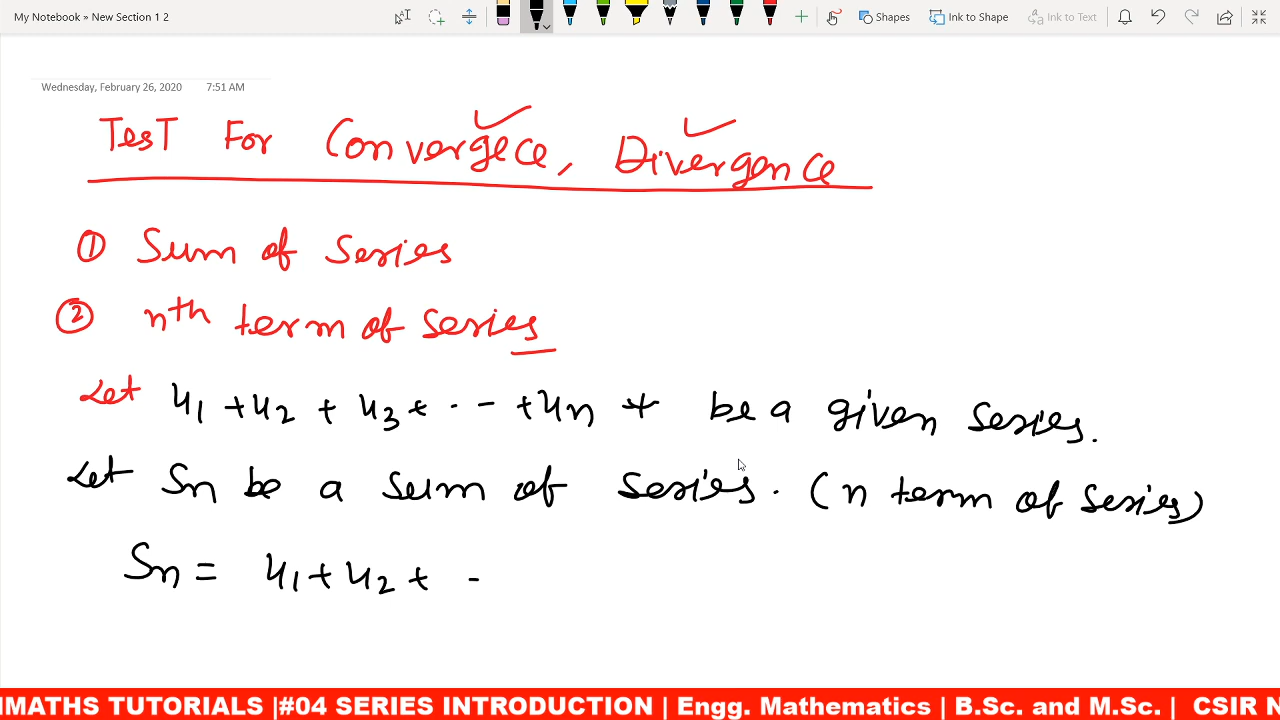 My Notebook » New Section 1 2
Shapes
Ink to Shape
Ink to Text
Wednesday, February 26, 2020 7:51 AM
TesT For Convergece, Divergence
① Sum of Series
② nth term of Series
Let u1 + u2 + u3 + ·-- + un + be a given Series.
Let Sn be a sum of series. (n term of series)
Sn = u1 + u2 + -
IMATHS TUTORIALS |#04 SERIES INTRODUCTION | Engg. Mathematics | B.Sc. and M.Sc. | CSIR N